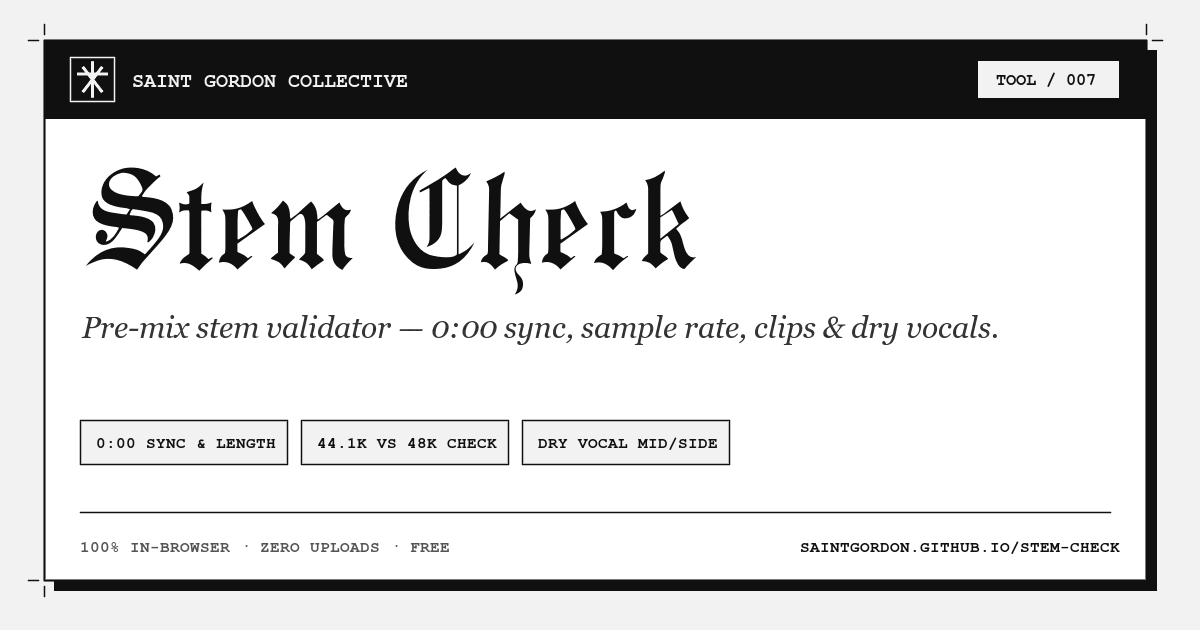 SAINT GORDON COLLECTIVE
TOOL / 007
Stem Check
Pre-mix stem validator — 0:00 sync, sample rate, clips & dry vocals.
0:00 SYNC & LENGTH
44.1K VS 48K CHECK
DRY VOCAL MID/SIDE
100% IN-BROWSER · ZERO UPLOADS · FREE
SAINTGORDON.GITHUB.IO/STEM-CHECK